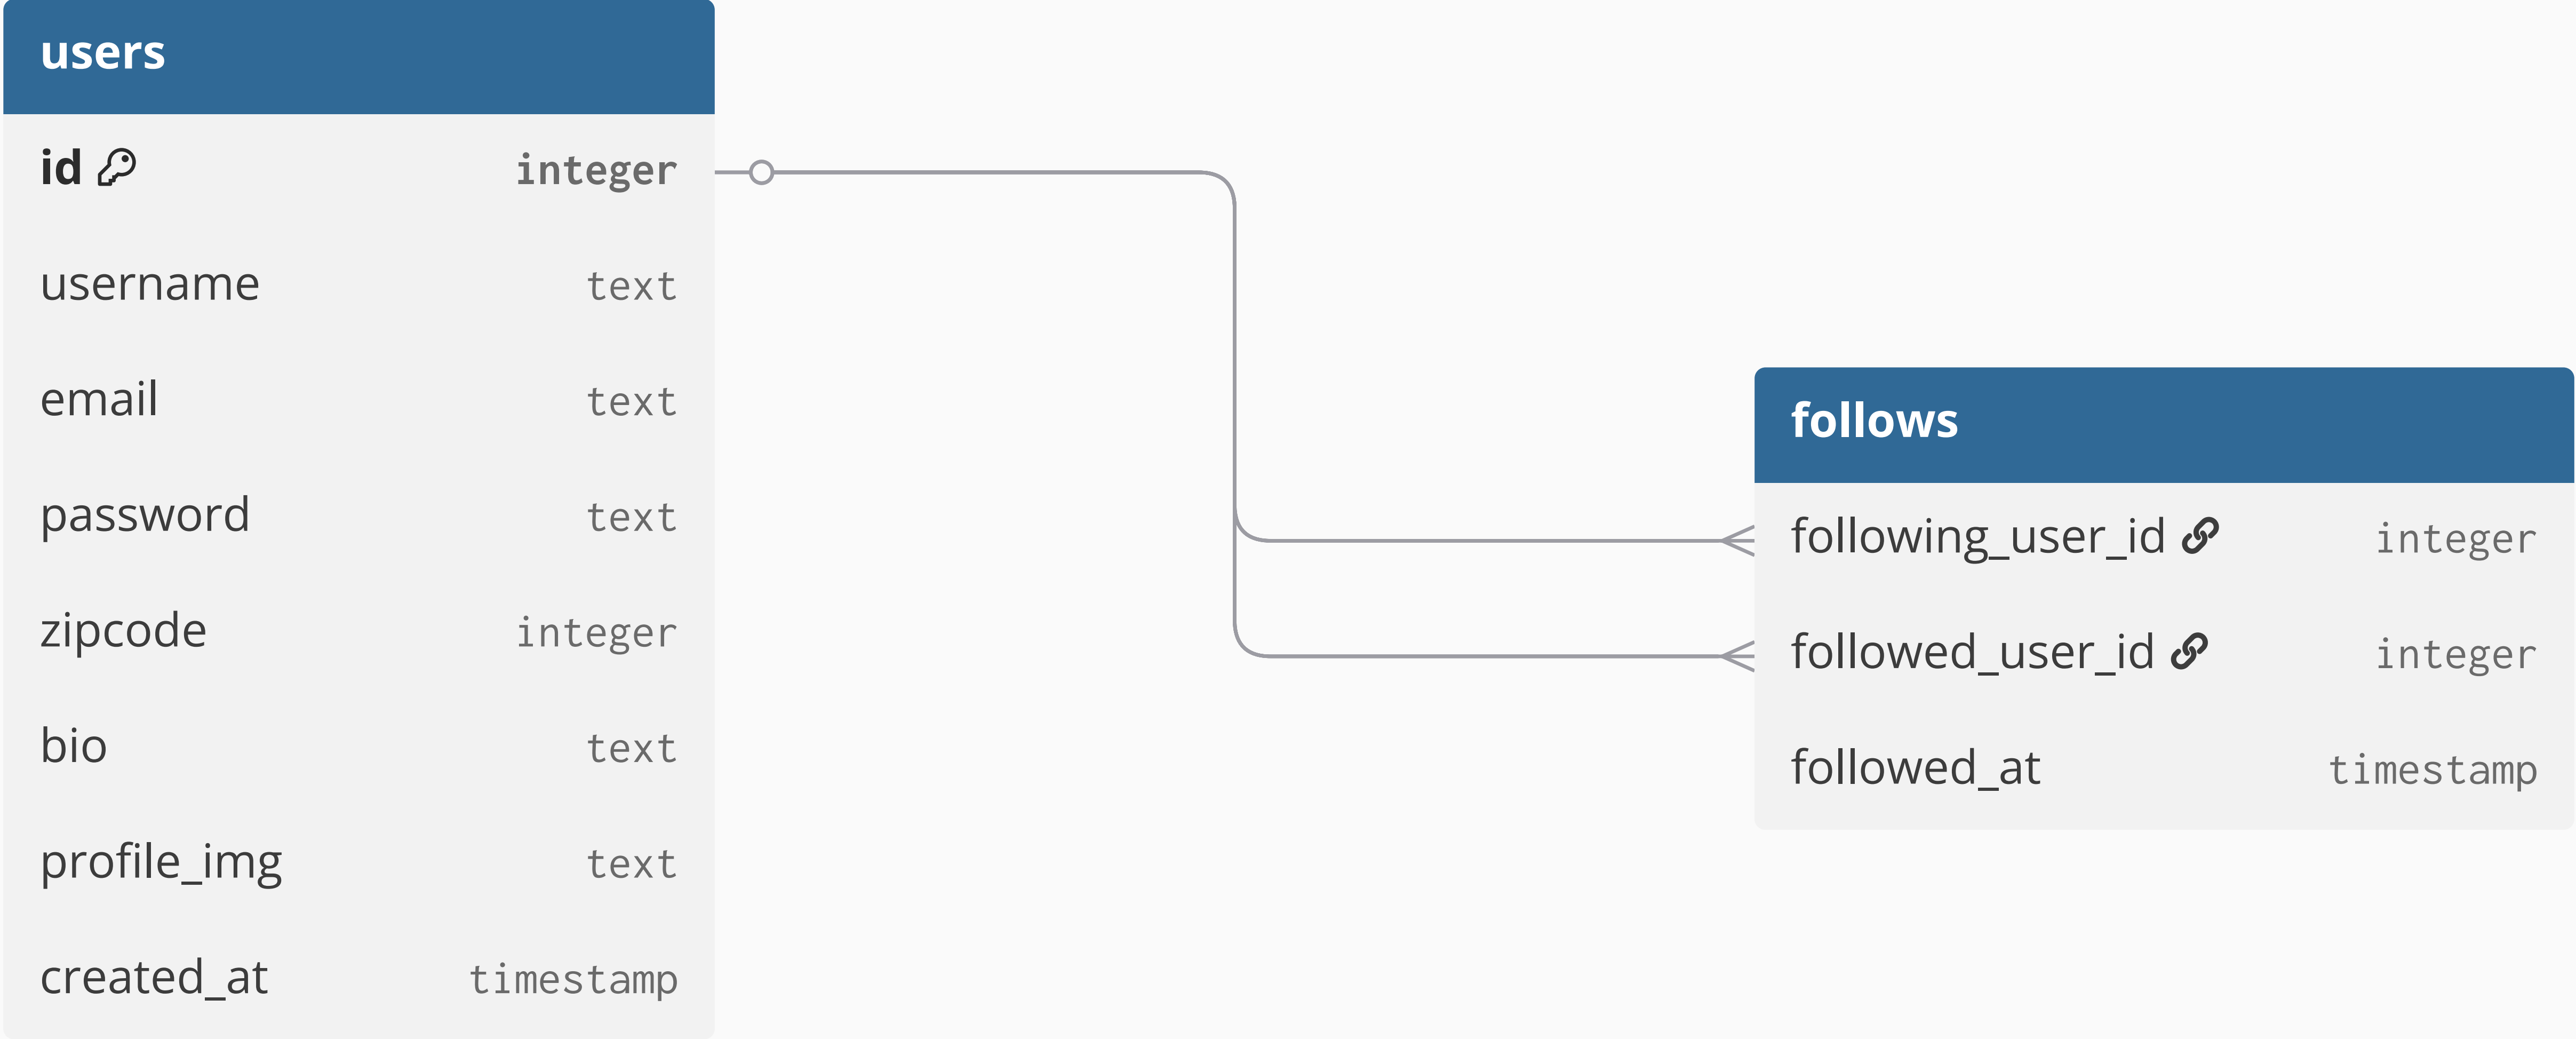 users
id integer
username text
email text
password text
zipcode integer
bio text
profile_img text
created_at timestamp
follows
following_user_id integer
followed_user_id integer
followed_at timestamp